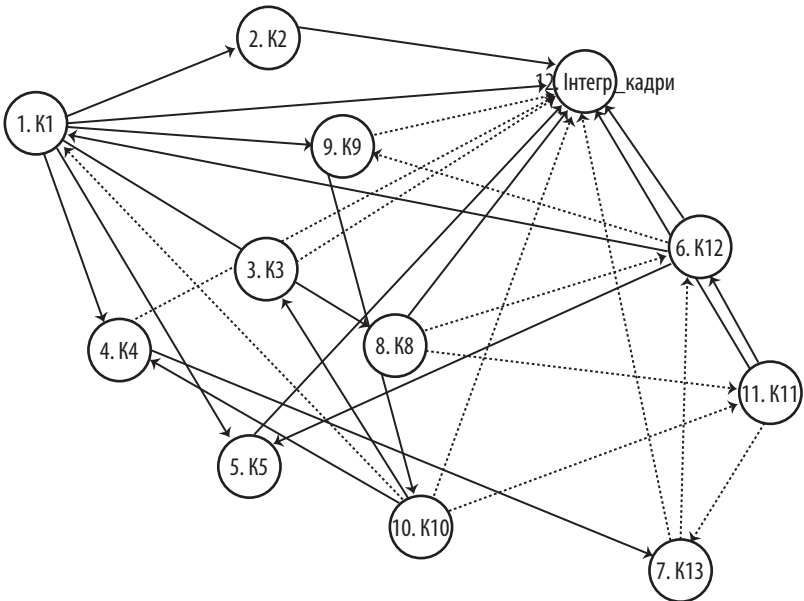 2. К2
12. Інтегр_кадри
1. К1
9. К9
6. К12
3. К3
8. К8
4. К4
11. К11
5. К5
10. К10
7. К13